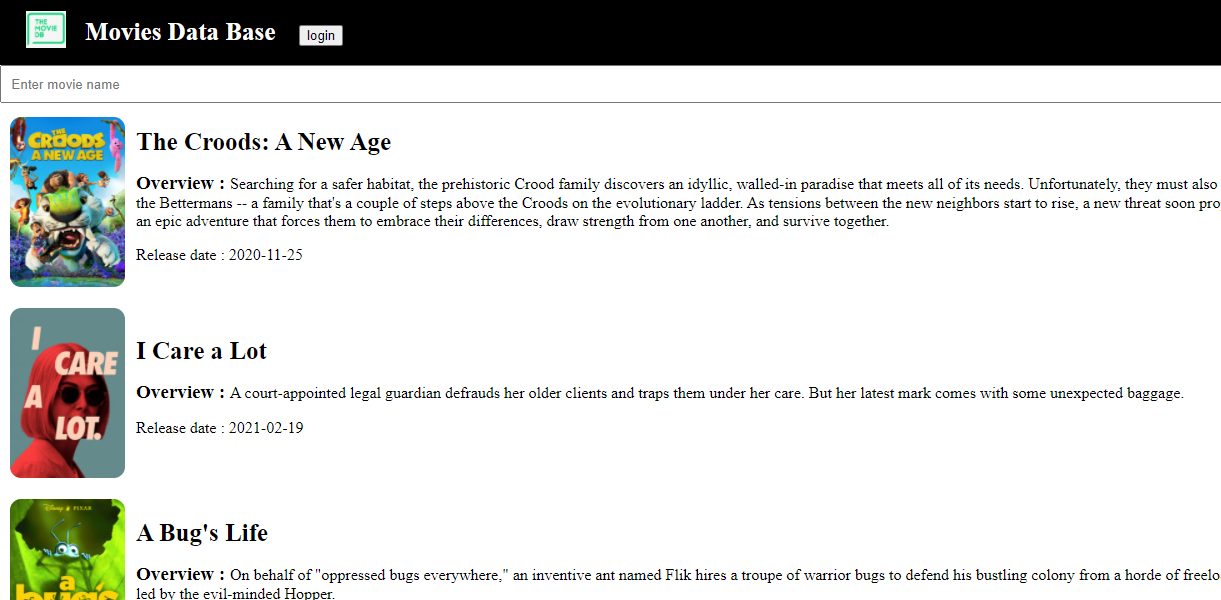 THE
MOVIE
DB
Movies Data Base
login
Enter movie name
THE
CROODS
A NEW AGE
The Croods: A New Age
Overview : Searching for a safer habitat, the prehistoric Crood family discovers an idyllic, walled-in paradise that meets all of its needs. Unfortunately, they must also
the Bettermans -- a family that's a couple of steps above the Croods on the evolutionary ladder. As tensions between the new neighbors start to rise, a new threat soon pro
an epic adventure that forces them to embrace their differences, draw strength from one another, and survive together.
Release date : 2020-11-25
I
CARE
A
LOT.
I Care a Lot
Overview : A court-appointed legal guardian defrauds her older clients and traps them under her care. But her latest mark comes with some unexpected baggage.
Release date : 2021-02-19
Disney PIXAR
a
bug's
A Bug's Life
Overview : On behalf of "oppressed bugs everywhere," an inventive ant named Flik hires a troupe of warrior bugs to defend his bustling colony from a horde of freelo
led by the evil-minded Hopper.